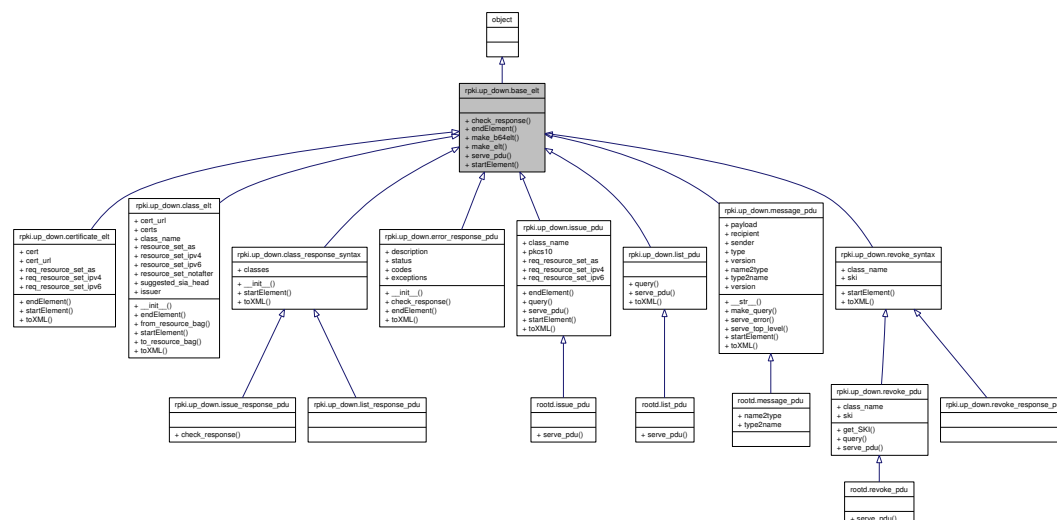 object
rpki.up_down.base_elt
+ check_response()
+ endElement()
+ make_b64elt()
+ make_elt()
+ serve_pdu()
+ startElement()
rpki.up_down.certificate_elt
+ cert
+ cert_url
+ req_resource_set_as
+ req_resource_set_ipv4
+ req_resource_set_ipv6
+ endElement()
+ startElement()
+ toXML()
rpki.up_down.class_elt
+ cert_url
+ certs
+ class_name
+ resource_set_as
+ resource_set_ipv4
+ resource_set_ipv6
+ resource_set_notafter
+ suggested_sia_head
+ issuer
+ __init__()
+ endElement()
+ from_resource_bag()
+ startElement()
+ to_resource_bag()
+ toXML()
rpki.up_down.class_response_syntax
+ classes
+ __init__()
+ startElement()
+ toXML()
rpki.up_down.error_response_pdu
+ description
+ status
+ codes
+ exceptions
+ __init__()
+ check_response()
+ endElement()
+ toXML()
rpki.up_down.issue_pdu
+ class_name
+ pkcs10
+ req_resource_set_as
+ req_resource_set_ipv4
+ req_resource_set_ipv6
+ endElement()
+ query()
+ serve_pdu()
+ startElement()
+ toXML()
rpki.up_down.list_pdu
+ query()
+ serve_pdu()
+ toXML()
rpki.up_down.message_pdu
+ payload
+ recipient
+ sender
+ type
+ version
+ name2type
+ type2name
+ version
+ __str__()
+ make_query()
+ serve_error()
+ serve_top_level()
+ startElement()
+ toXML()
rpki.up_down.revoke_syntax
+ class_name
+ ski
+ startElement()
+ toXML()
rpki.up_down.issue_response_pdu
+ check_response()
rpki.up_down.list_response_pdu
rootd.issue_pdu
+ serve_pdu()
rootd.list_pdu
+ serve_pdu()
rootd.message_pdu
+ name2type
+ type2name
rpki.up_down.revoke_pdu
+ class_name
+ ski
+ get_SKI()
+ query()
+ serve_pdu()
rpki.up_down.revoke_response_pdu
rootd.revoke_pdu
+ serve_pdu()